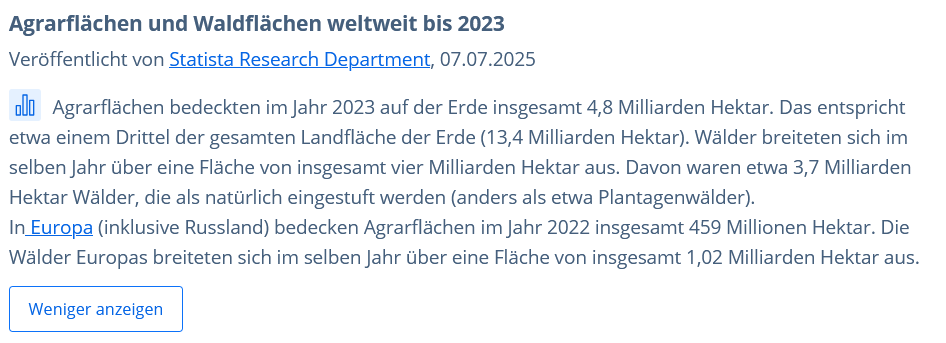 Agrarflächen und Waldflächen weltweit bis 2023
Veröffentlicht von Statista Research Department, 07.07.2025
Agrarflächen bedeckten im Jahr 2023 auf der Erde insgesamt 4,8 Milliarden Hektar. Das entspricht
etwa einem Drittel der gesamten Landfläche der Erde (13,4 Milliarden Hektar). Wälder breiteten sich im
selben Jahr über eine Fläche von insgesamt vier Milliarden Hektar aus. Davon waren etwa 3,7 Milliarden
Hektar Wälder, die als natürlich eingestuft werden (anders als etwa Plantagenwälder).
In Europa (inklusive Russland) bedecken Agrarflächen im Jahr 2022 insgesamt 459 Millionen Hektar. Die
Wälder Europas breiteten sich im selben Jahr über eine Fläche von insgesamt 1,02 Milliarden Hektar aus.
Weniger anzeigen